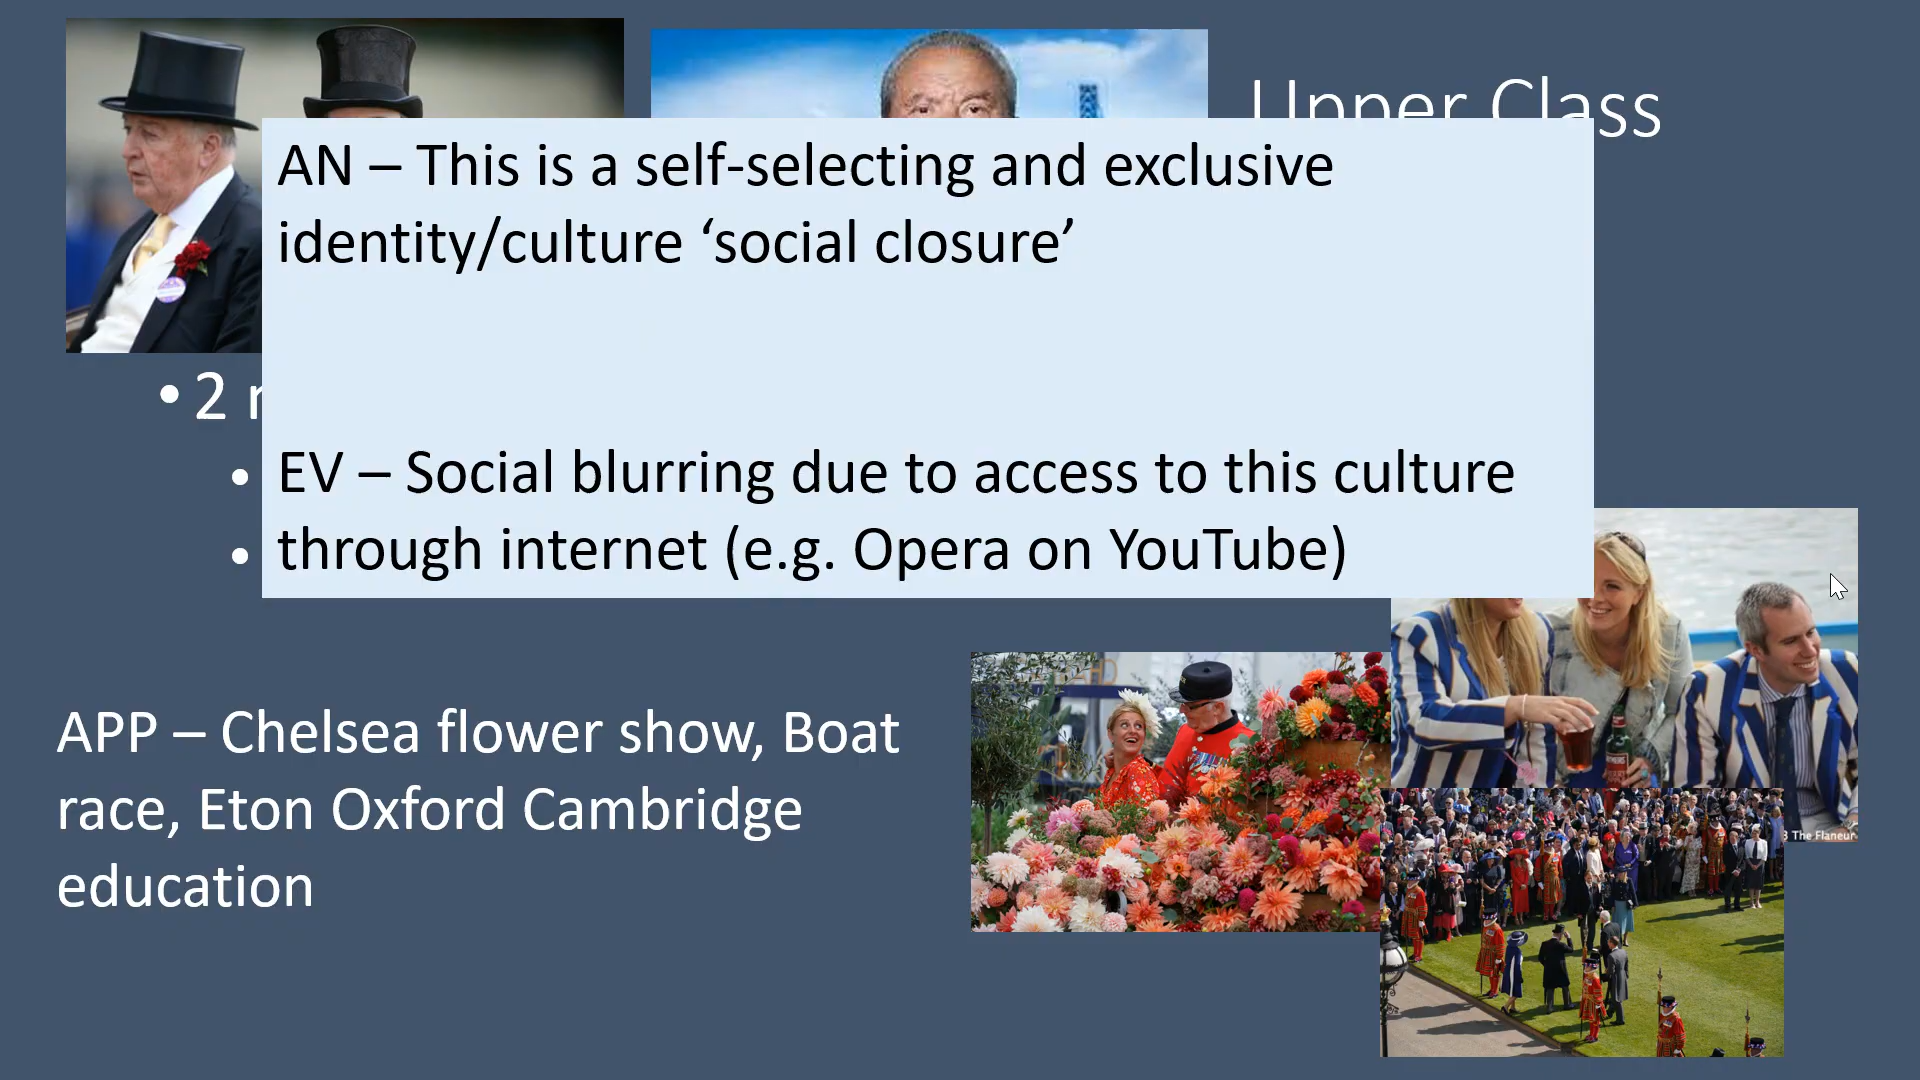 Upper Class
AN – This is a self-selecting and exclusive
identity/culture ‘social closure’
• 2
• EV – Social blurring due to access to this culture
• through internet (e.g. Opera on YouTube)
APP – Chelsea flower show, Boat
race, Eton Oxford Cambridge
education
The Flaneur